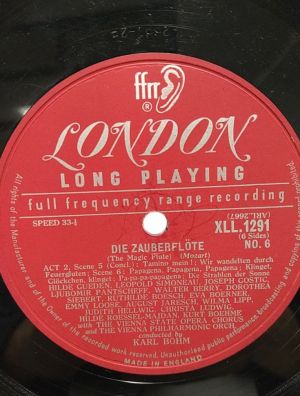 ffrr
®
LONDON
LONG PLAYING
full frequency range recording
SPEED 33⅓
XLL.1291
(6 Sides)
(ARL.2667)
NO. 6
DIE ZAUBERFLÖTE
(The Magic Flute) (Mozart)
ACT 2, Scene 5 (Concl.): Tamino mein!; Wir wandelten durch
Feuergluten; Scene 6: Papagena, Papagena, Papagena; Klinget,
Glöckchen, klinget; Pa-pa-pa-papagena; Die Strahlen der Sonne
HILDE GUEDEN, LEOPOLD SIMONEAU, JOSEPH GOSTIC,
LJUBOMIR PANTSCHEFF, WALTER BERRY, DOROTHEA
SIEBERT, RUTHILDE BOESCH, EVA BOERNER,
EMMY LOOSE, AUGUST JARESCH, WILMA LIPP,
JUDITH HELLWIG, CHRISTA LUDWIG,
HILDE ROESSEL-MAJDAN, KURT BOEHME
with THE VIENNA STATE OPERA CHORUS
and THE VIENNA PHILHARMONIC ORCH
conducted by
KARL BOHM
All rights of the Manufacturer and of the owner of the recorded work reserved. Unauthorised public performance, broadcasting and copying of this
MADE IN ENGLAND